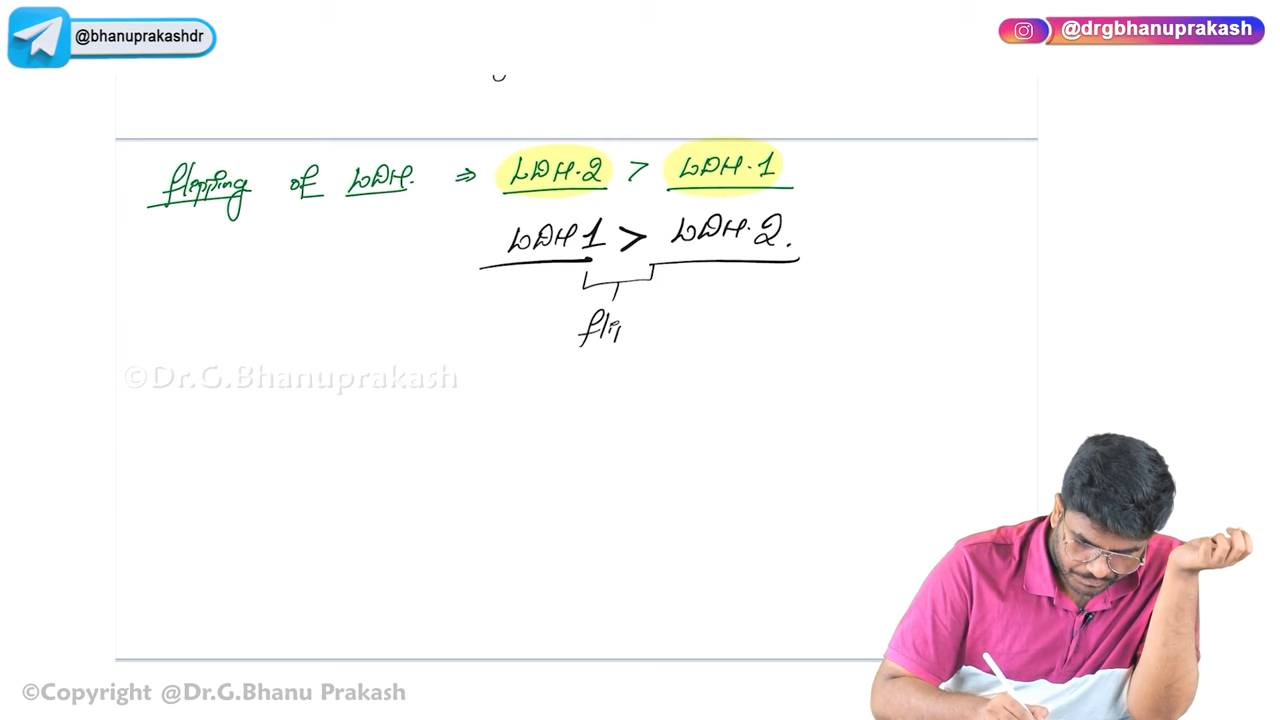 @bhanuprakashdr
@drgbhanuprakash
flipping of LDH. ⇒ LDH.2 > LDH.1
LDH 1 > LDH.2.
fli
©Dr.G.Bhanuprakash
©Copyright @Dr.G.Bhanu Prakash